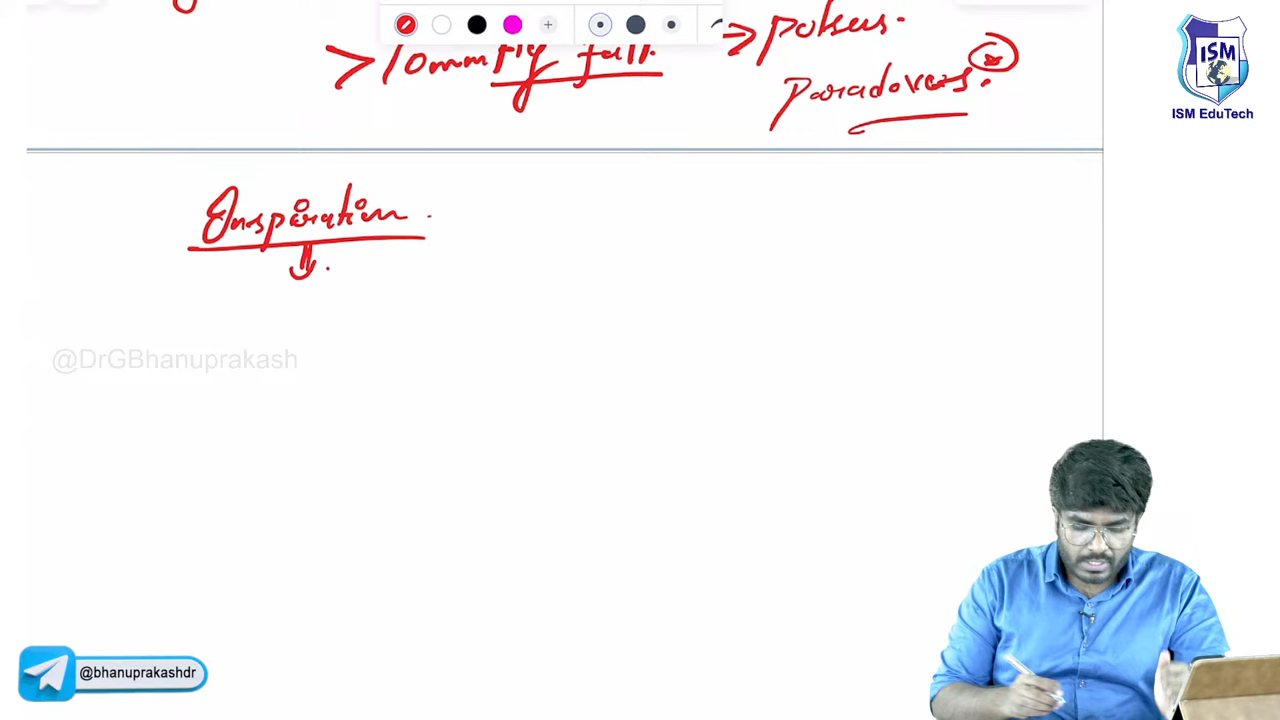 > 10mmHg fall. => pulsus.
paradoxus.
ISM
ISM EduTech
Inspiration.
@DrGBhanuprakash
@bhanuprakashdr